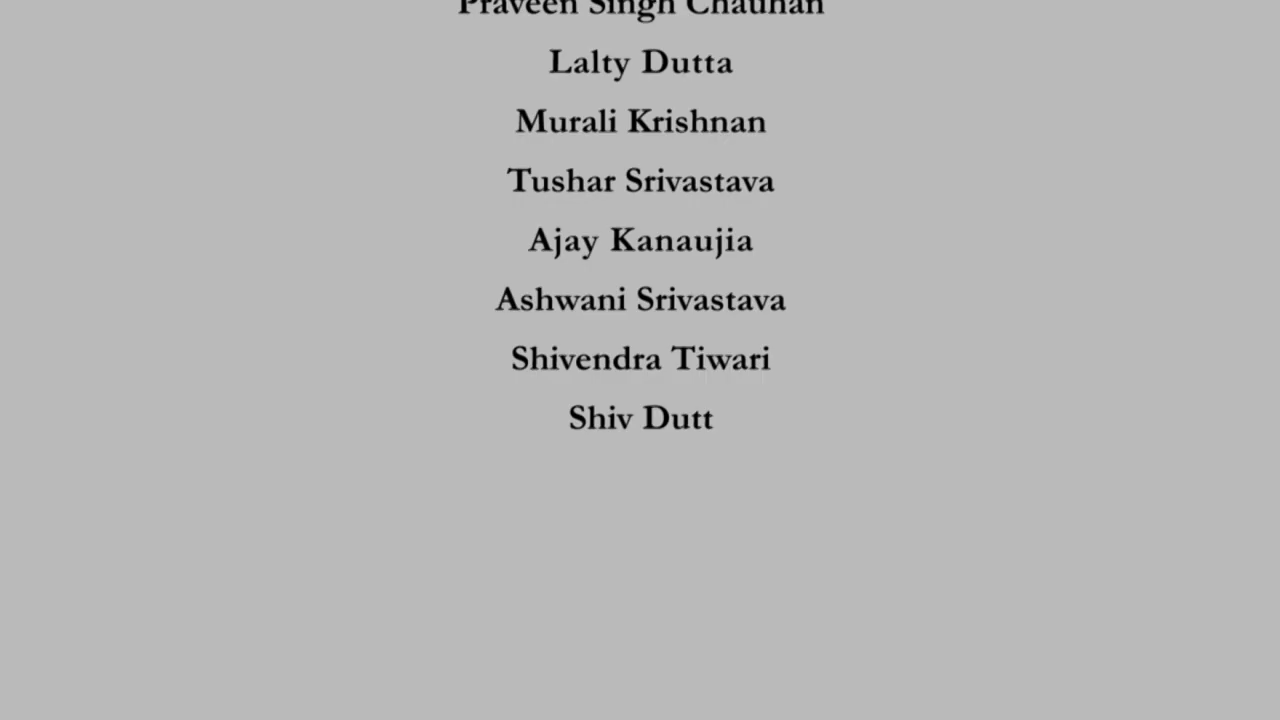 Praveen Singh Chauhan
Lalty Dutta
Murali Krishnan
Tushar Srivastava
Ajay Kanaujia
Ashwani Srivastava
Shivendra Tiwari
Shiv Dutt